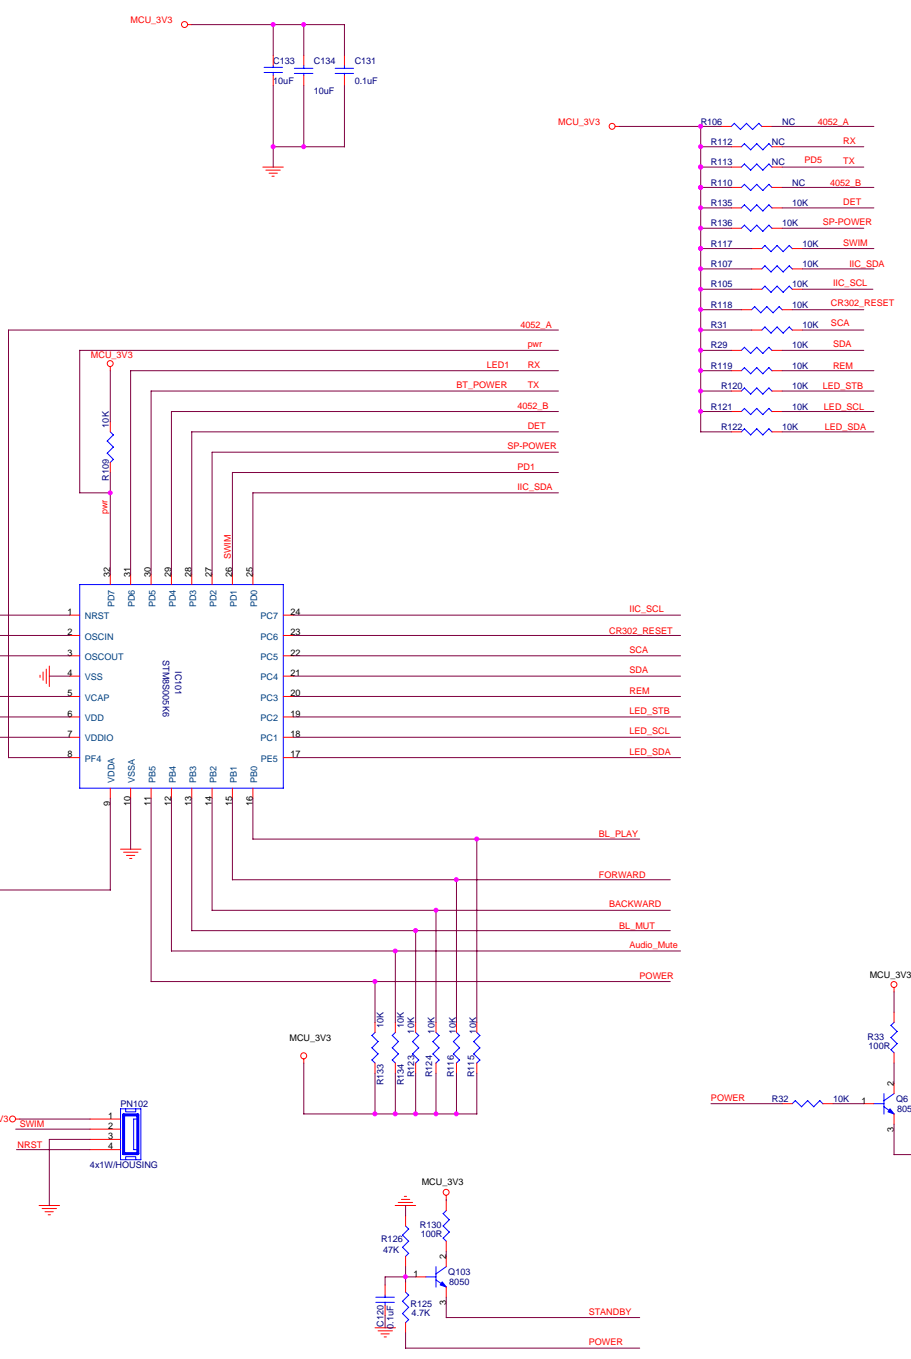 MCU_3V3
C133 C134 C131
10uF 10uF 0.1uF
MCU_3V3
R106 NC 4052_A
R112 NC RX
R113 NC PD5 TX
R110 NC 4052_B
R135 10K DET
R136 10K SP-POWER
R117 10K SWIM
R107 10K IIC_SDA
R105 10K IIC_SCL
R118 10K CR302_RESET
R31 10K SCA
R29 10K SDA
R119 10K REM
R120 10K LED_STB
R121 10K LED_SCL
R122 10K LED_SDA
4052_A
pwr
MCU_3V3
LED1 RX
BT_POWER TX
4052_B
DET
SP-POWER
PD1
IIC_SDA
10K
R109
pwr
SWIM
32 31 30 29 28 27 26 25
PD7 PD6 PD5 PD4 PD3 PD2 PD1 PD0
1 NRST PC7 24 IIC_SCL
2 OSCIN PC6 23 CR302_RESET
3 OSCOUT PC5 22 SCA
4 VSS PC4 21 SDA
5 VCAP PC3 20 REM
6 VDD PC2 19 LED_STB
7 VDDIO PC1 18 LED_SCL
8 PF4 PE5 17 LED_SDA
IC101
STM8S005K6
VDDA VSSA PB5 PB4 PB3 PB2 PB1 PB0
9 10 11 12 13 14 15 16
BL_PLAY
FORWARD
BACKWARD
BL_MUT
Audio_Mute
POWER
MCU_3V3
10K 10K 10K 10K 10K 10K
R133 R134 R123 R124 R116 R115
MCU_3V3
R33
100R
2
POWER R32 10K 1 Q6
3
PN102
1
SWIM 2
3
NRST 4
4x1W/HOUSING
MCU_3V3
R130
100R
R126
47K
2
1 Q103
8050
3
C120
0.1uF
R125
4.7K
STANDBY
POWER